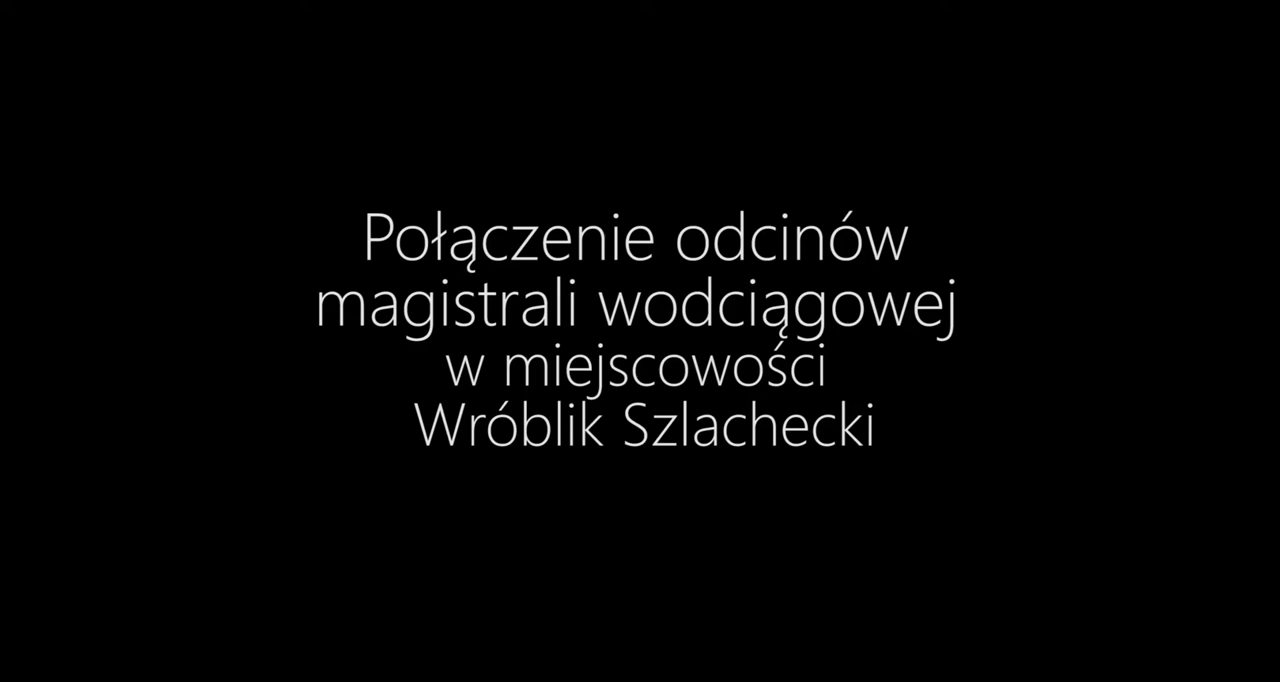 Połączenie odcinów
magistrali wodciągowej
w miejscowości
Wróblik Szlachecki